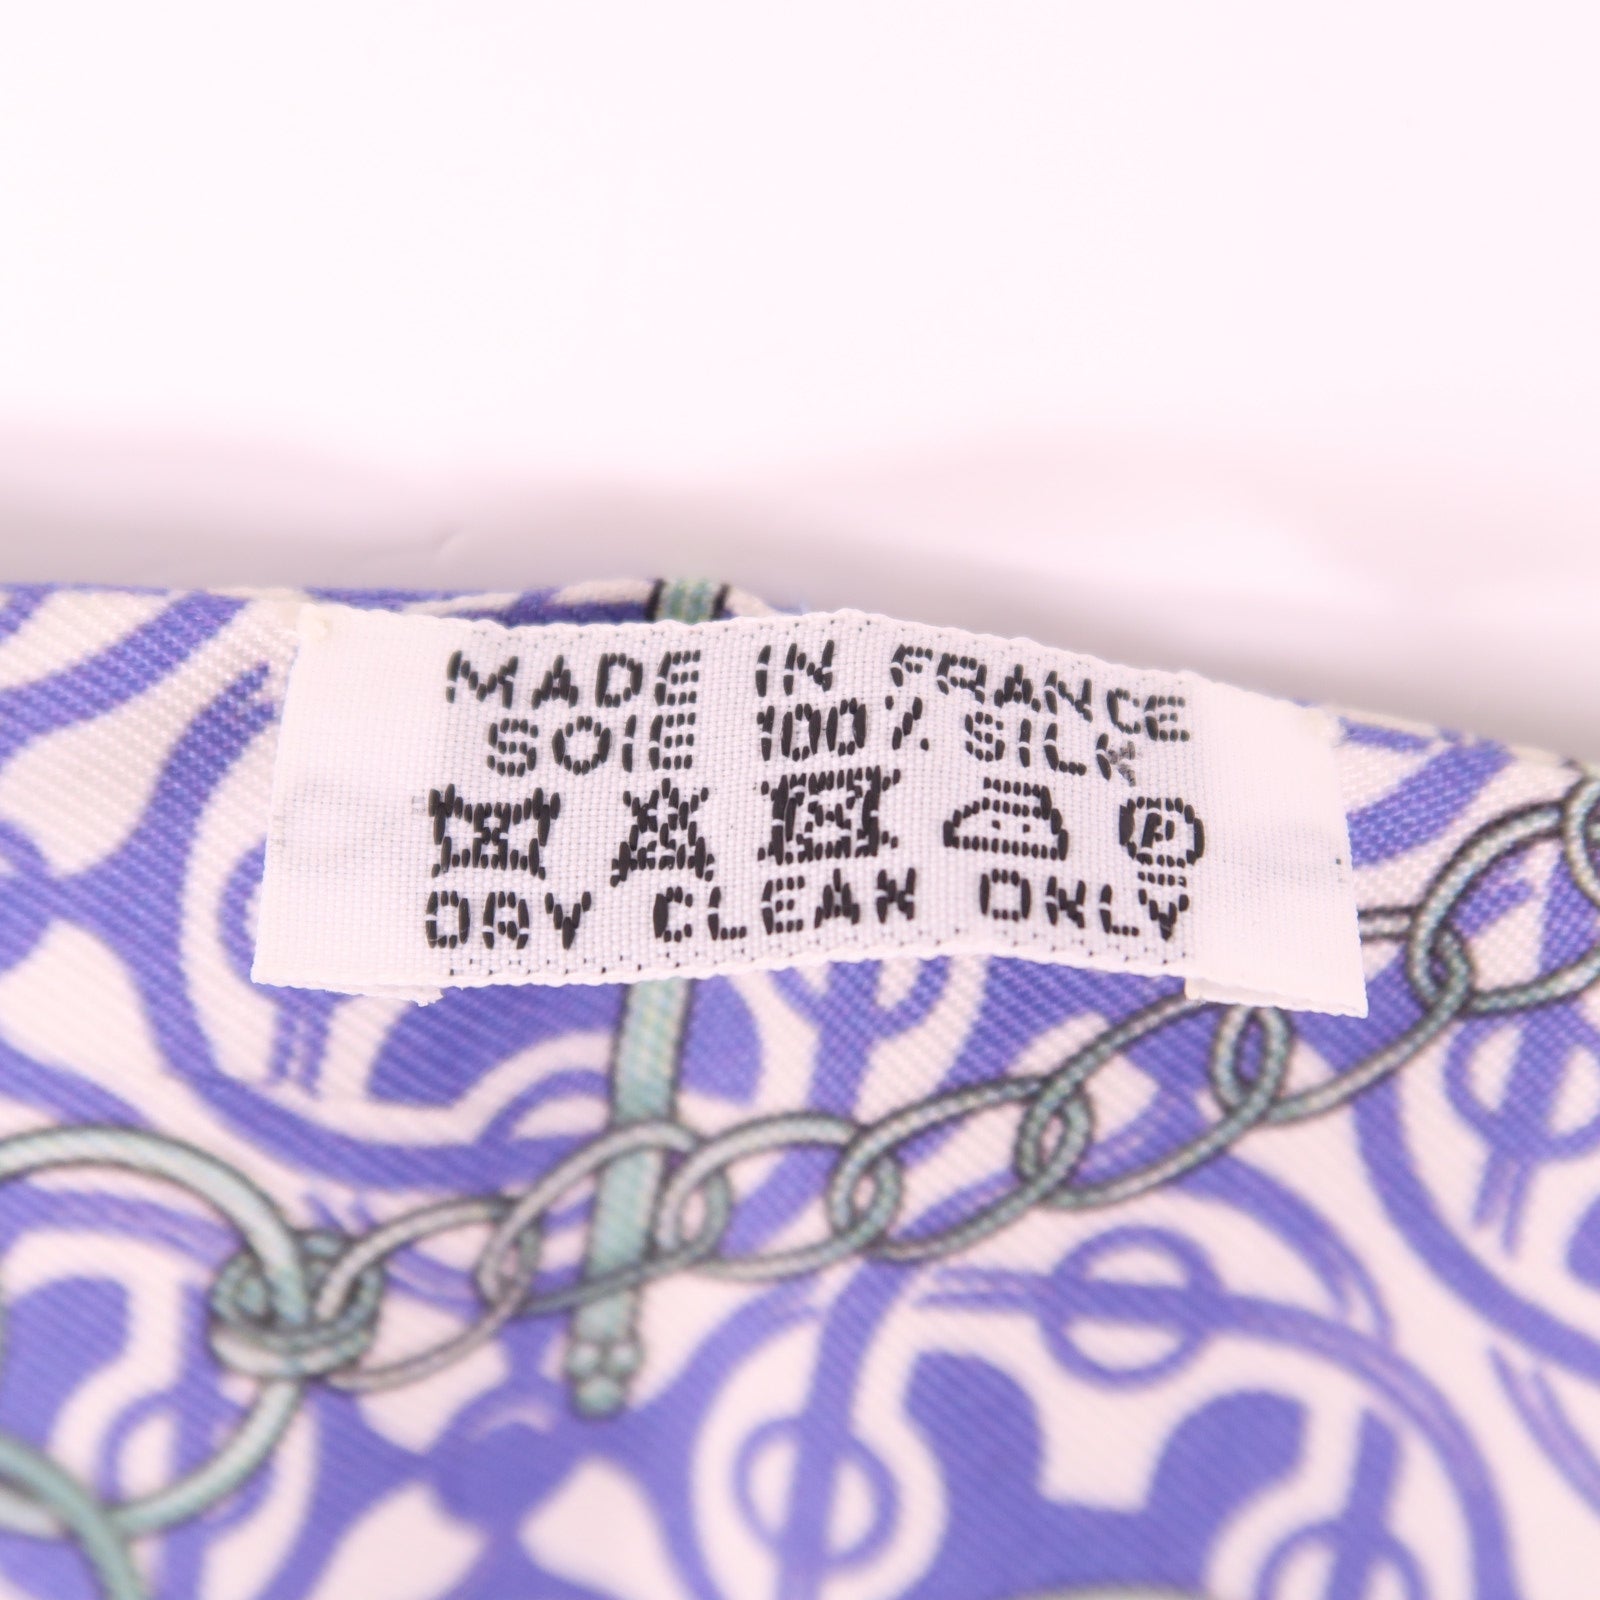 MADE IN FRANCE
SOIE 100% SILK
P
DRY CLEAN ONLY